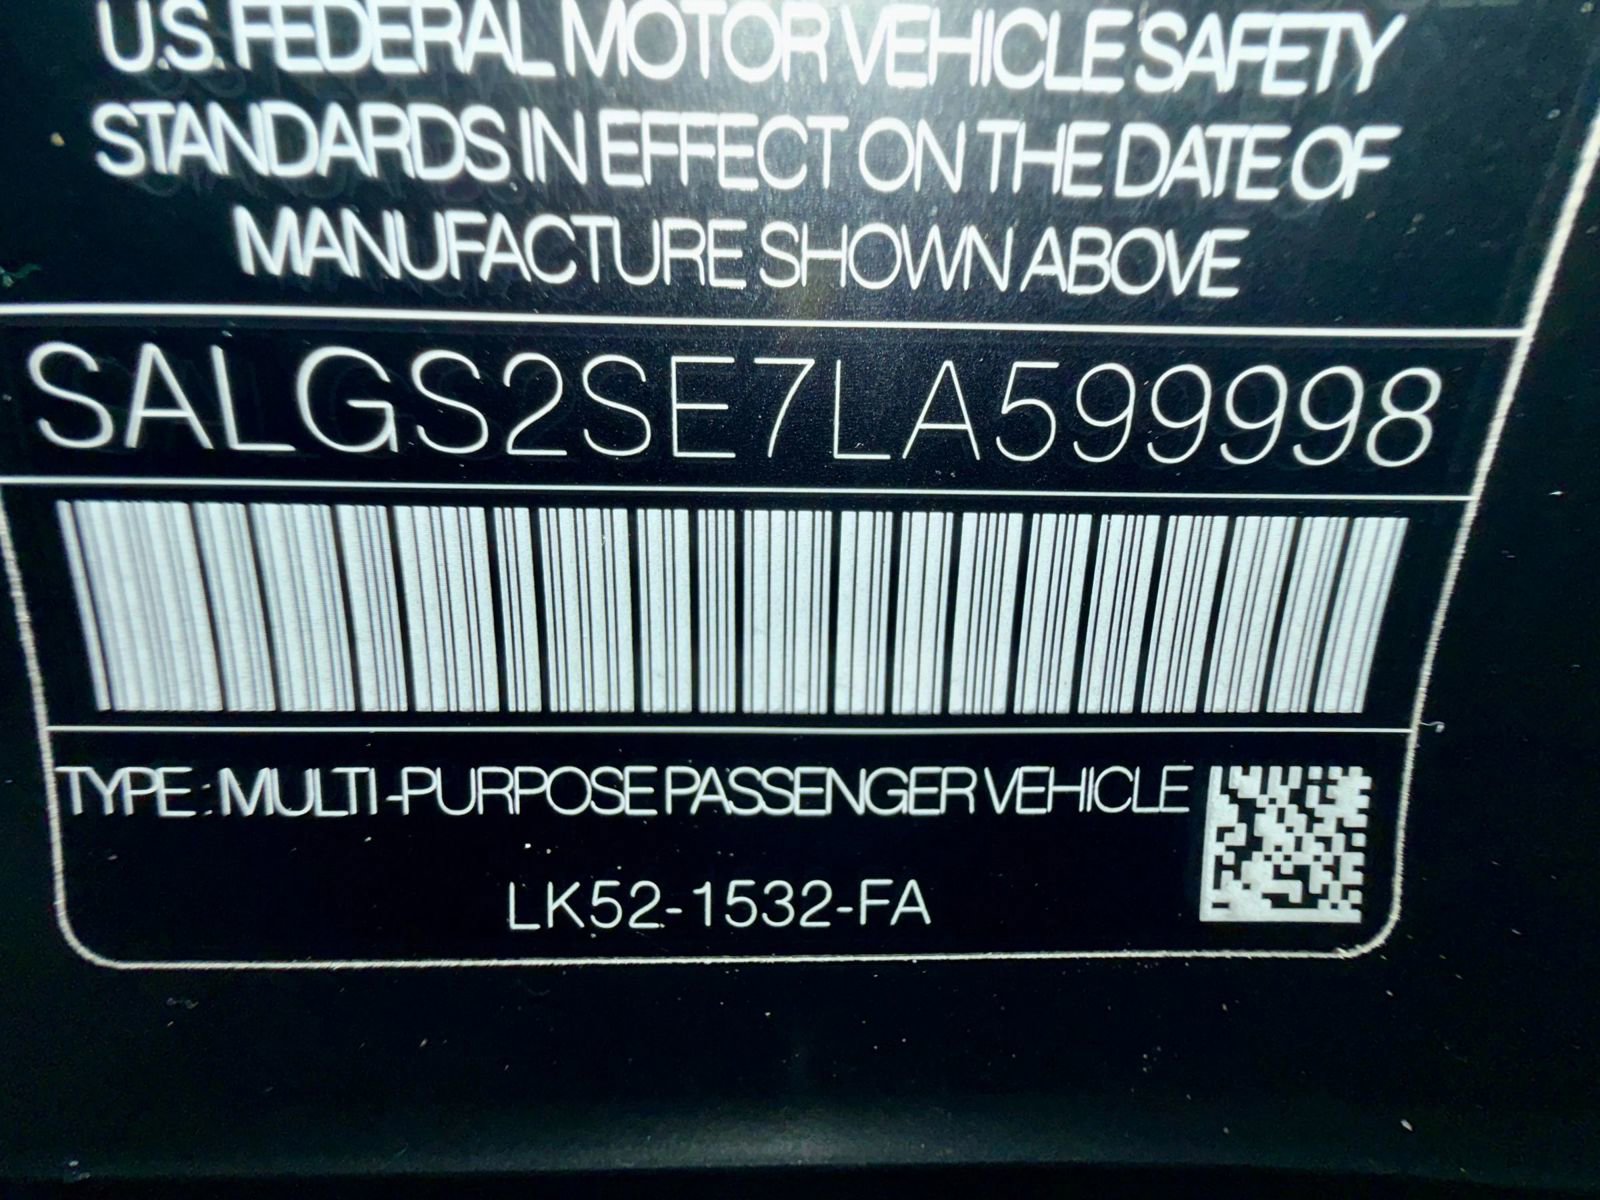 U.S. FEDERAL MOTOR VEHICLE SAFETY
STANDARDS IN EFFECT ON THE DATE OF
MANUFACTURE SHOWN ABOVE
SALGS2SE7LA599998
TYPE : MULTI-PURPOSE PASSENGER VEHICLE
LK52-1532-FA